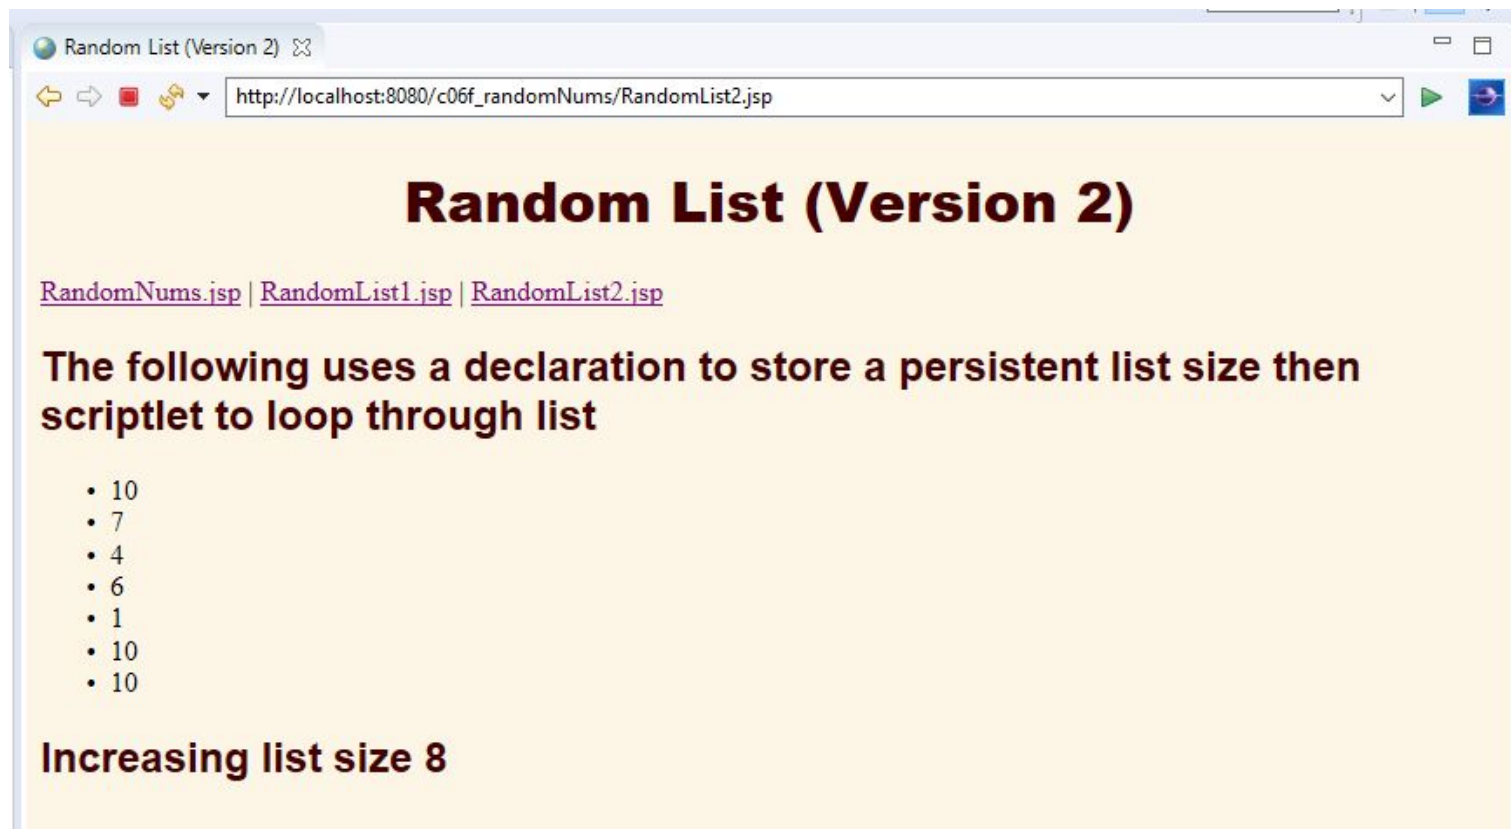 Random List (Version 2)
http://localhost:8080/c06f_randomNums/RandomList2.jsp
Random List (Version 2)
RandomNums.jsp | RandomList1.jsp | RandomList2.jsp
The following uses a declaration to store a persistent list size then
scriptlet to loop through list
• 10
• 7
• 4
• 6
• 1
• 10
• 10
Increasing list size 8